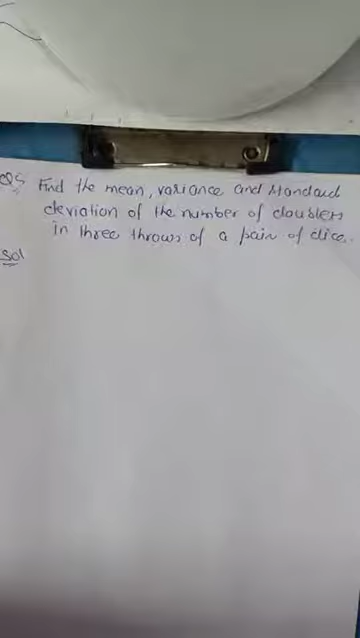 Q5 Find the mean, variance and standard
deviation of the number of doublers
in three throws of a pair of dice.
Sol